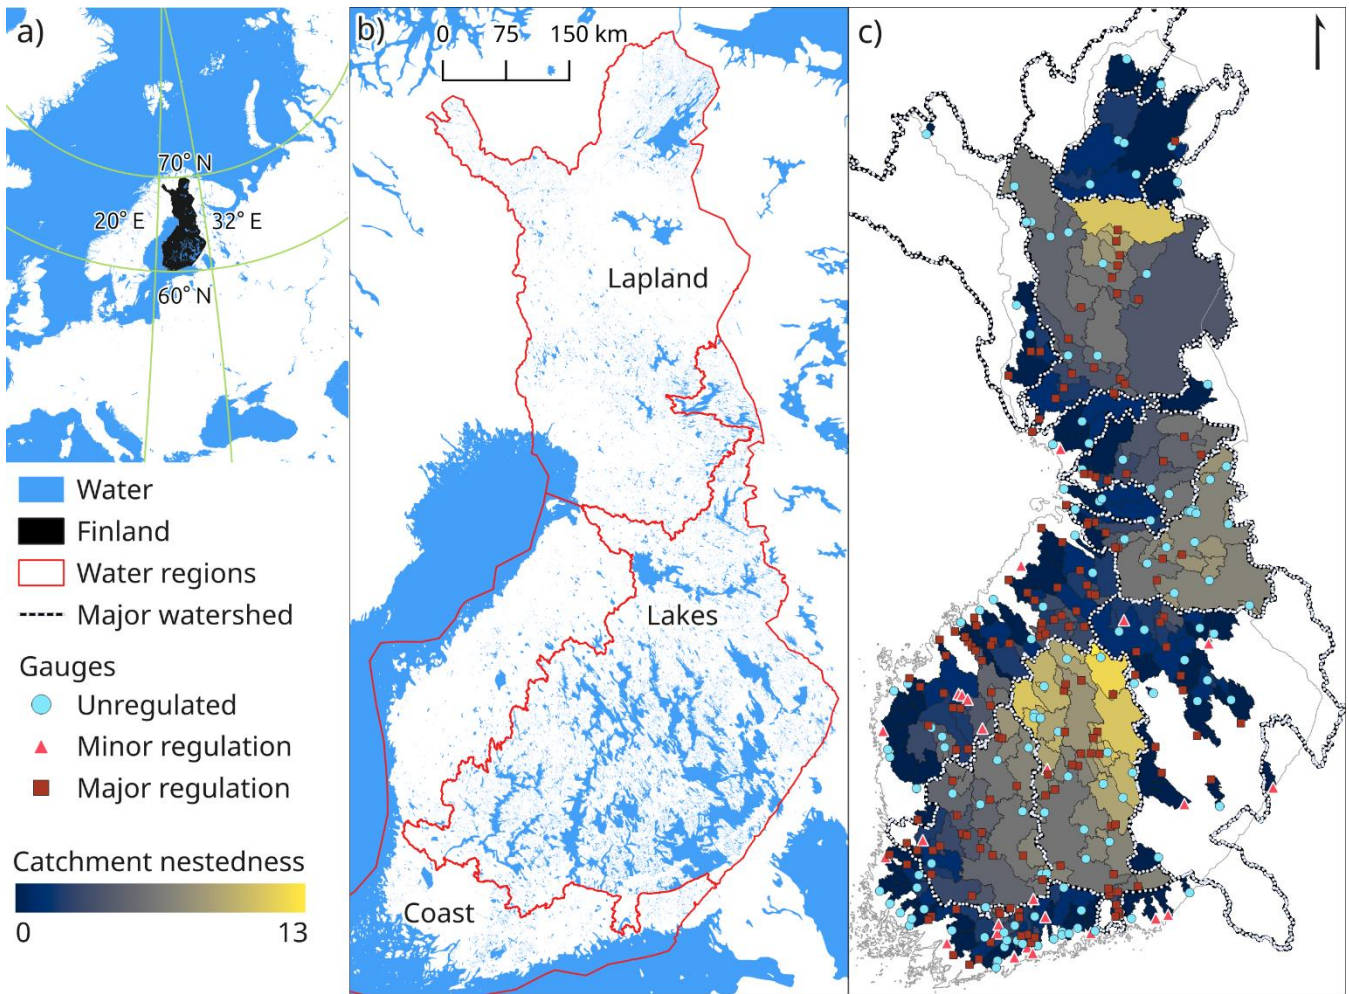 a)
70° N
20° E
32° E
60° N
Water
Finland
Water regions
Major watershed
Gauges
Unregulated
Minor regulation
Major regulation
Catchment nestedness
0
13
b)
0 75 150 km
Lapland
Lakes
Coast
c)